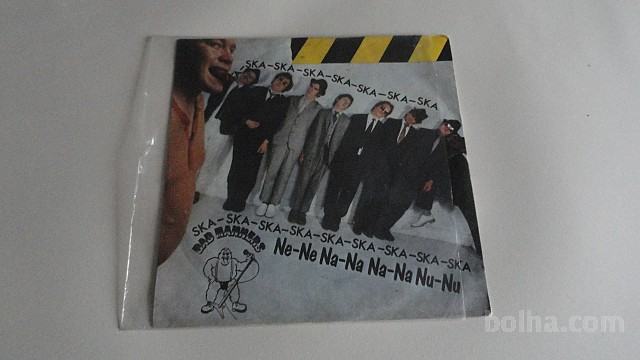 SKA-SKA-SKA-SKA-SKA-SKA-SKA
SKA-SKA-SKA-SKA-SKA-SKA-SKA-SKA-SKA
BAD MANNERS
Ne-Ne Na-Na Na-Na Nu-Nu
bolha.com